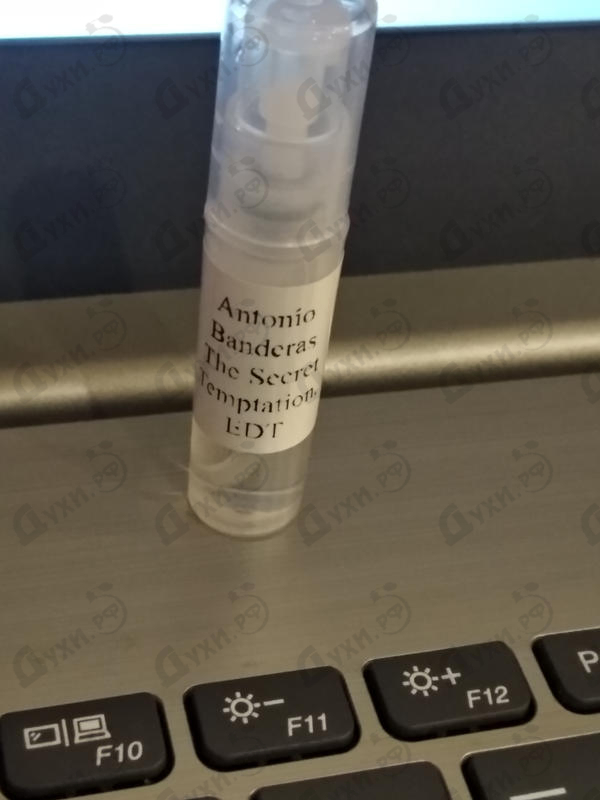 Antonio
Banderas
The Secret
Temptation,
EDT
F10
F11
F12
P
Духи.рф